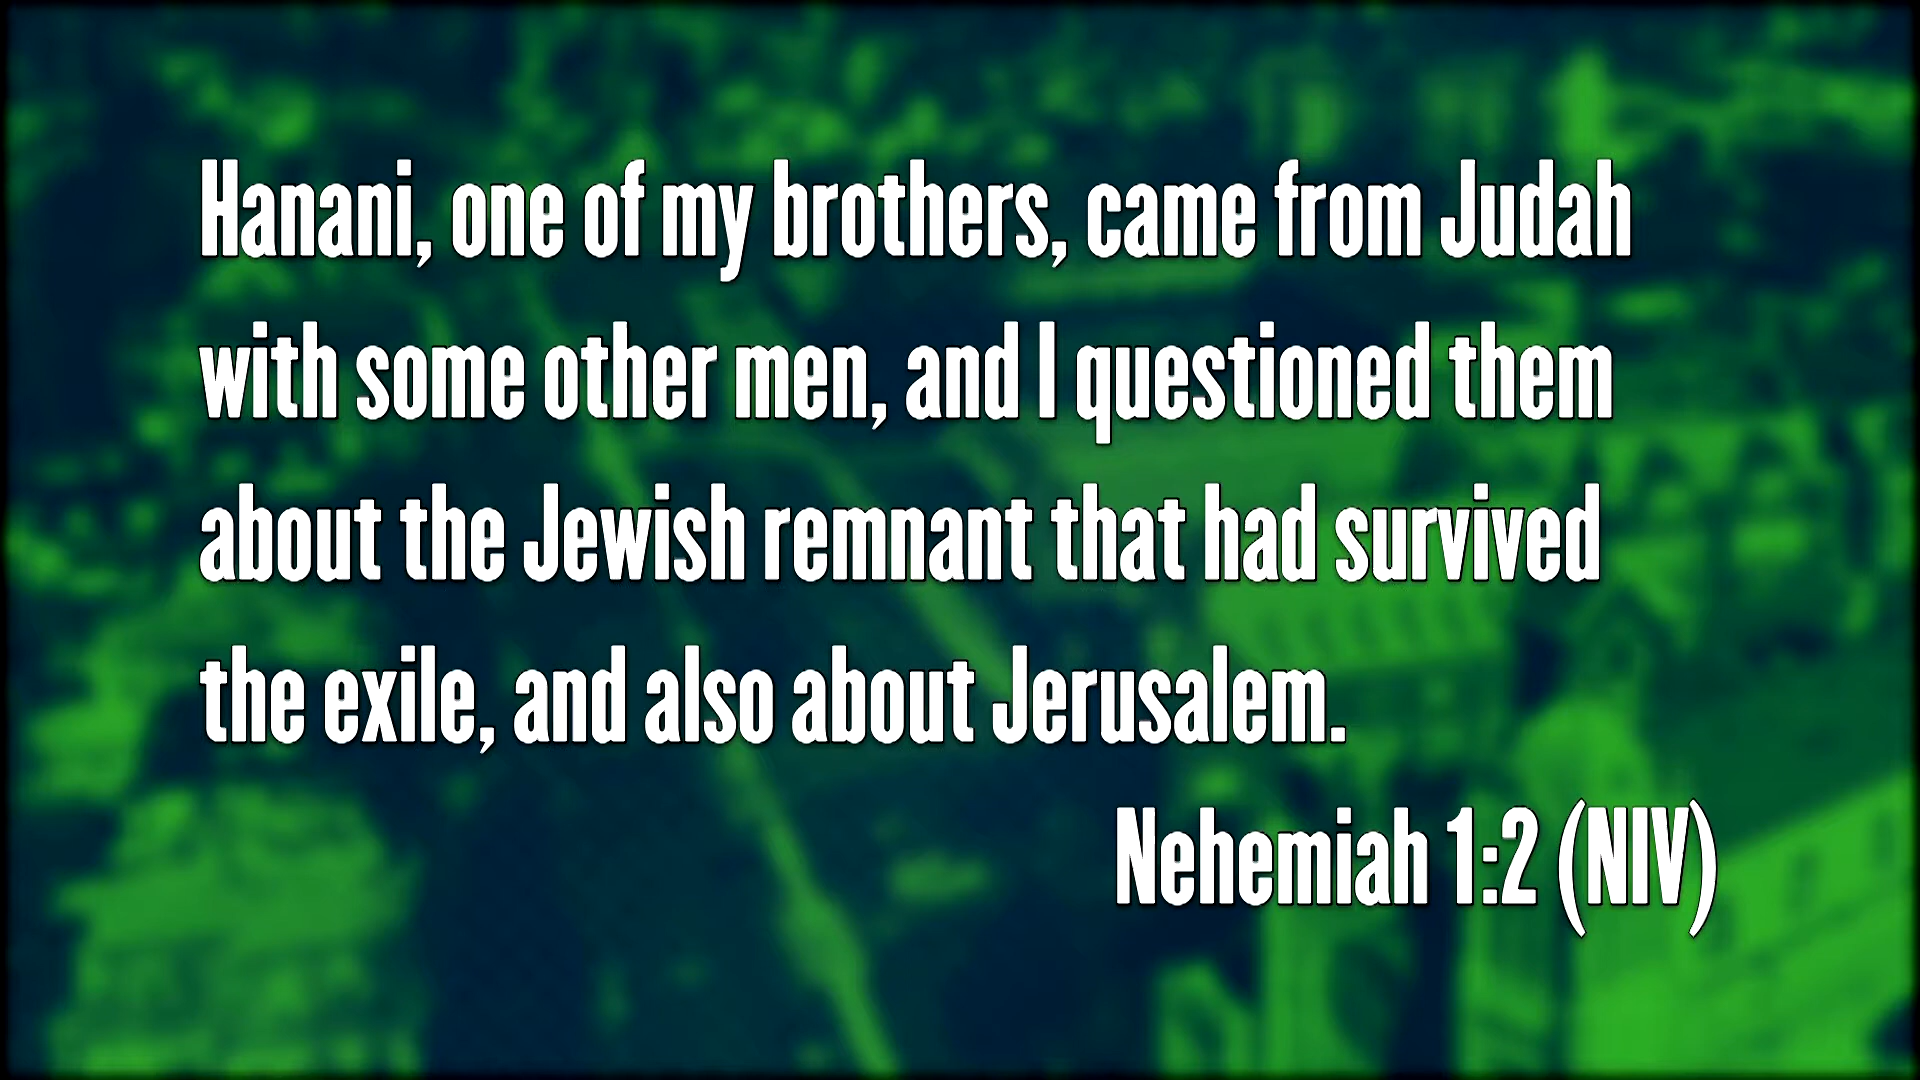 Hanani, one of my brothers, came from Judah
with some other men, and I questioned them
about the Jewish remnant that had survived
the exile, and also about Jerusalem.
Nehemiah 1:2 (NIV)